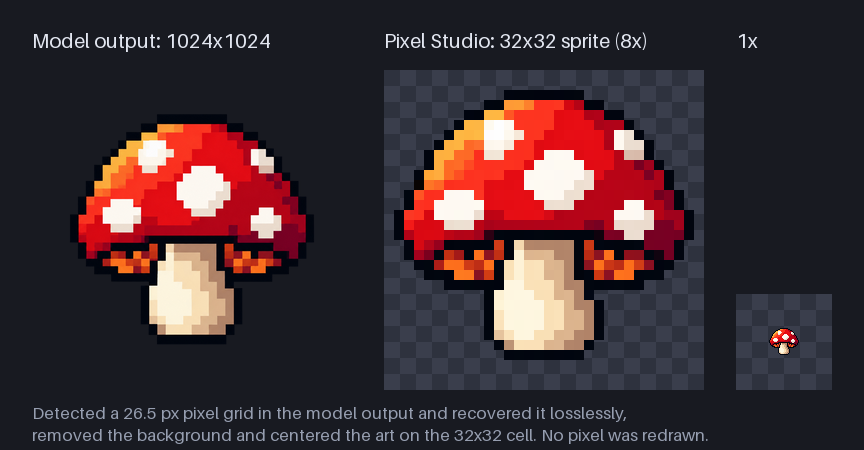 Model output: 1024x1024
Pixel Studio: 32x32 sprite (8x)
1x
Detected a 26.5 px pixel grid in the model output and recovered it losslessly,
removed the background and centered the art on the 32x32 cell. No pixel was redrawn.